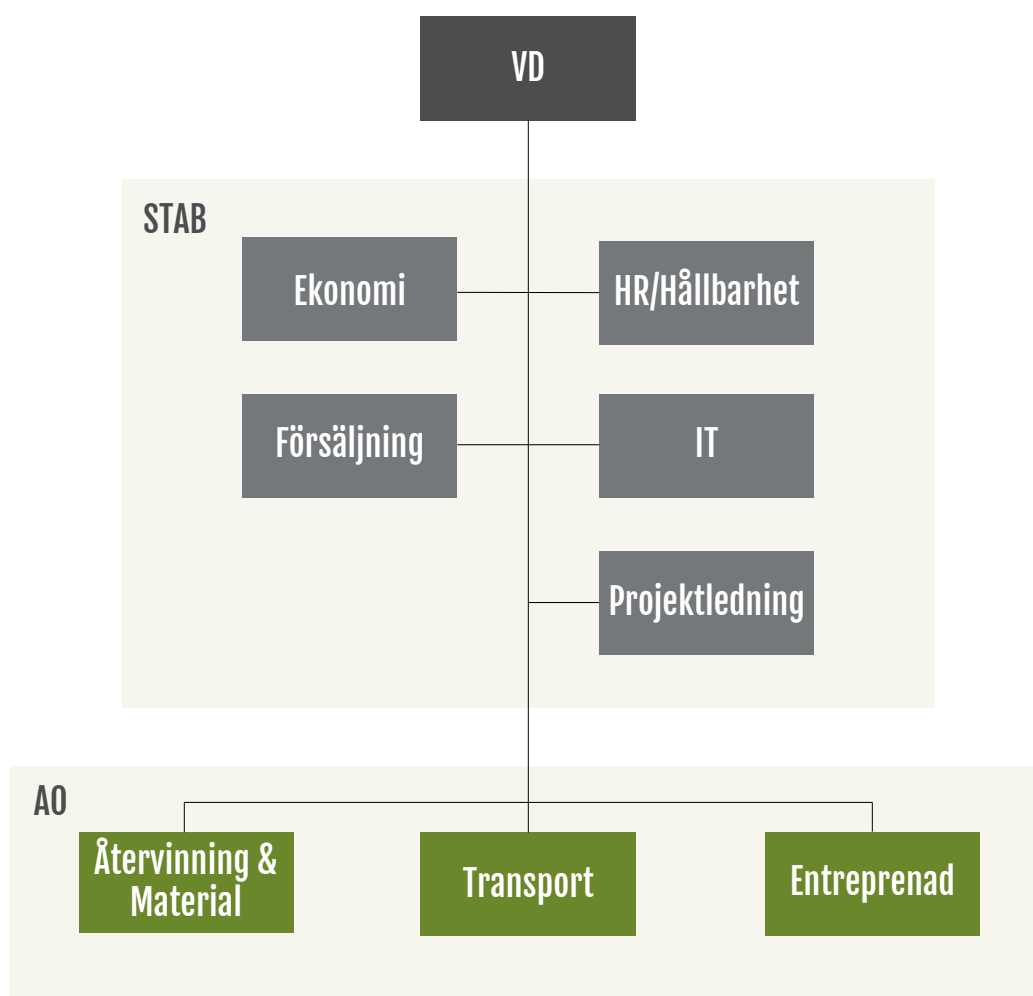 VD
STAB
Ekonomi
HR/Hållbarhet
Försäljning
IT
Projektledning
AO
Återvinning &
Material
Transport
Entreprenad